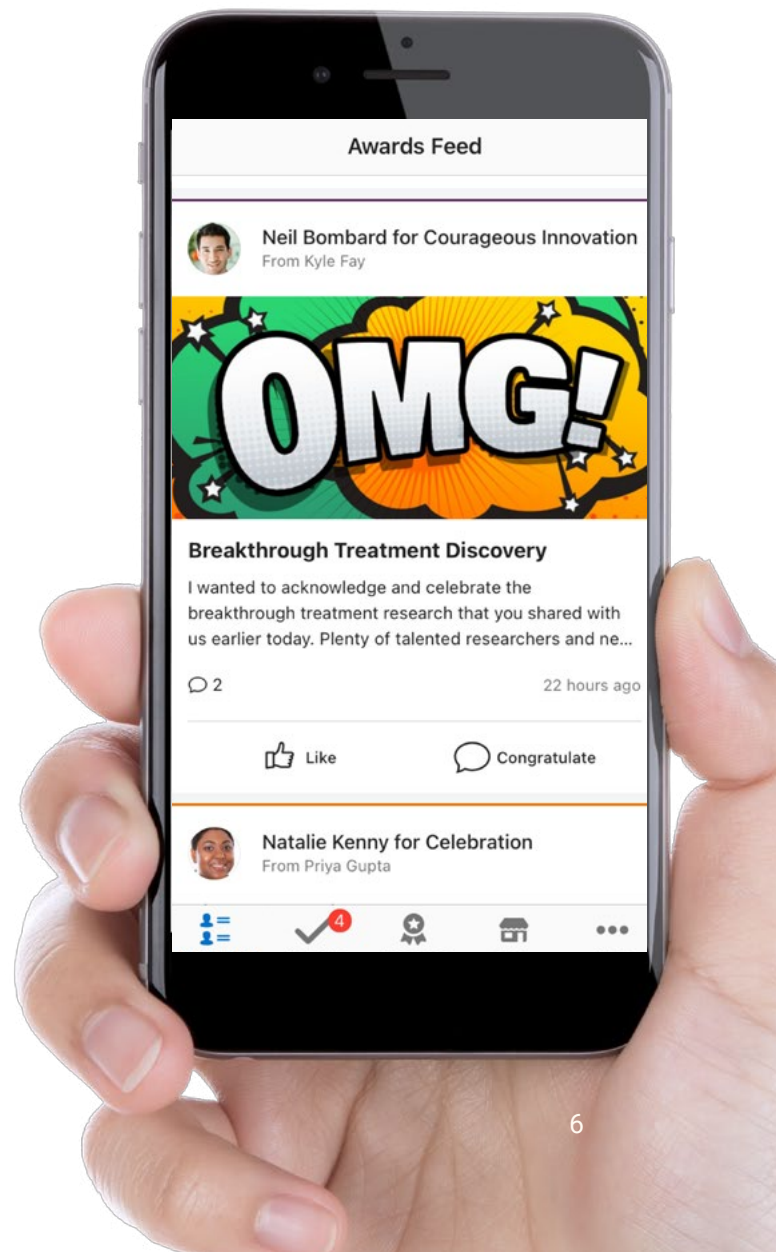 Awards Feed
Neil Bombard for Courageous Innovation
From Kyle Fay
OMG!
Breakthrough Treatment Discovery
I wanted to acknowledge and celebrate the
breakthrough treatment research that you shared with
us earlier today. Plenty of talented researchers and ne...
2
22 hours ago
Like
Congratulate
Natalie Kenny for Celebration
From Priya Gupta
4
6